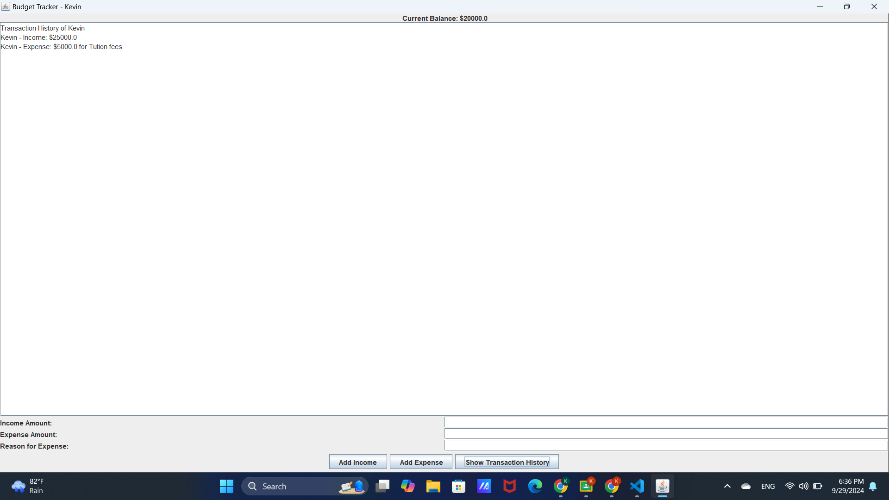 Budget Tracker - Kevin
Current Balance: $20000.0
Transaction History of Kevin
Kevin - Income: $25000.0
Kevin - Expense: $5000.0 for Tution fees
Income Amount:
Expense Amount:
Reason for Expense:
Add Income
Add Expense
Show Transaction History
82°F
Rain
Search
ENG
6:36 PM
9/29/2024